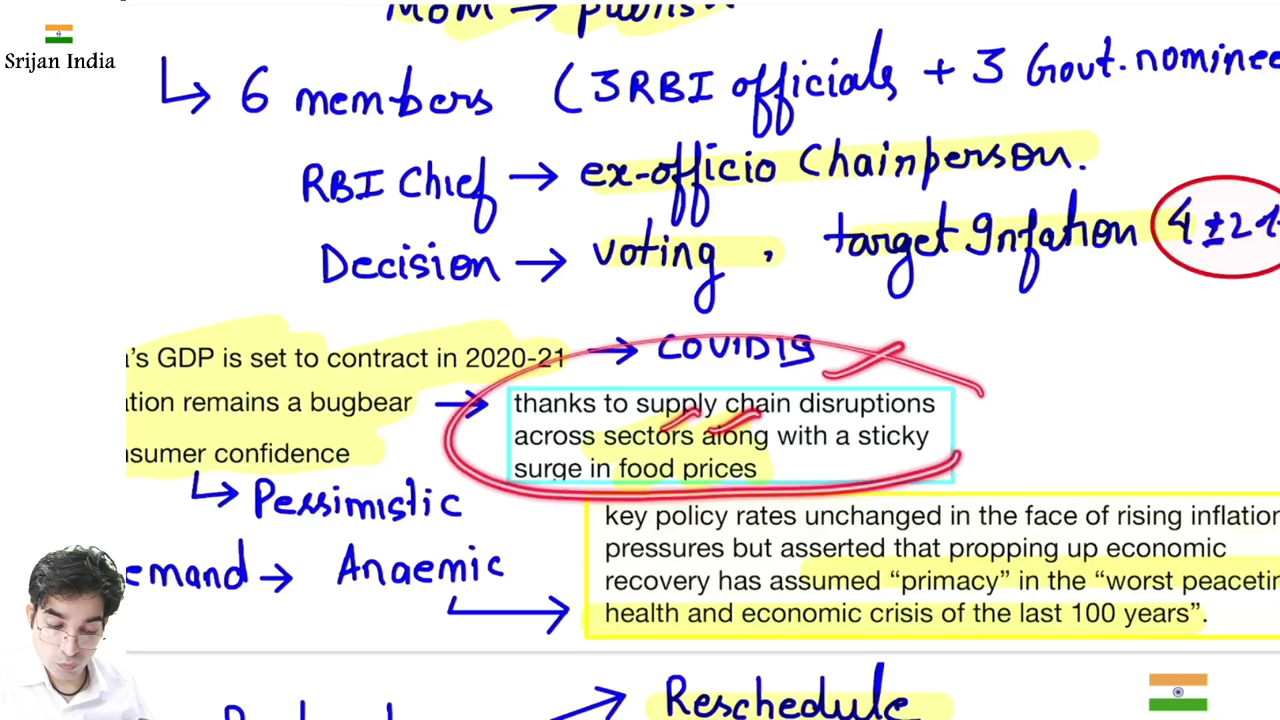 MOM → publish
Srijan India
↳ 6 members (3 RBI officials + 3 Govt. nominee
RBI Chief → ex-officio Chairperson.
Decision → voting , target Inflation 4 ± 2 %
's GDP is set to contract in 2020-21 → COVID19
ation remains a bugbear → thanks to supply chain disruptions
across sectors along with a sticky
surge in food prices
nsumer confidence
↳ Pessimistic
key policy rates unchanged in the face of rising inflation
pressures but asserted that propping up economic
recovery has assumed “primacy” in the “worst peacetim
health and economic crisis of the last 100 years”.
emand → Anaemic
Reschedule